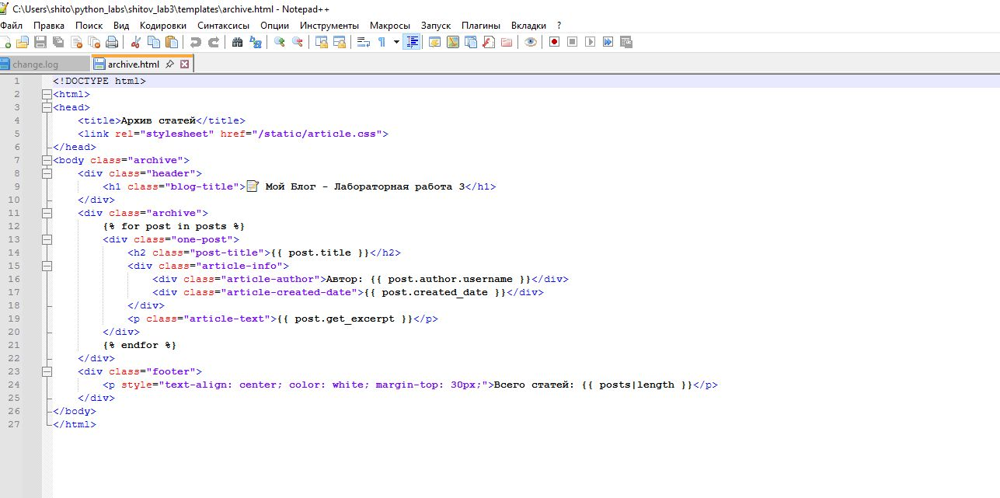 C:\Users\shito\python_labs\shitov_lab3\templates\archive.html - Notepad++
Файл Правка Поиск Вид Кодировки Синтаксисы Опции Инструменты Макросы Запуск Плагины Вкладки ?
change.log archive.html
1 <!DOCTYPE html>
2 <html>
3 <head>
4 <title>Архив статей</title>
5 <link rel="stylesheet" href="/static/article.css">
6 </head>
7 <body class="archive">
8 <div class="header">
9 <h1 class="blog-title">📝 Мой Блог - Лабораторная работа 3</h1>
10 </div>
11 <div class="archive">
12 {% for post in posts %}
13 <div class="one-post">
14 <h2 class="post-title">{{ post.title }}</h2>
15 <div class="article-info">
16 <div class="article-author">Автор: {{ post.author.username }}</div>
17 <div class="article-created-date">{{ post.created_date }}</div>
18 </div>
19 <p class="article-text">{{ post.get_excerpt }}</p>
20 </div>
21 {% endfor %}
22 </div>
23 <div class="footer">
24 <p style="text-align: center; color: white; margin-top: 30px;">Всего статей: {{ posts|length }}</p>
25 </div>
26 </body>
27 </html>